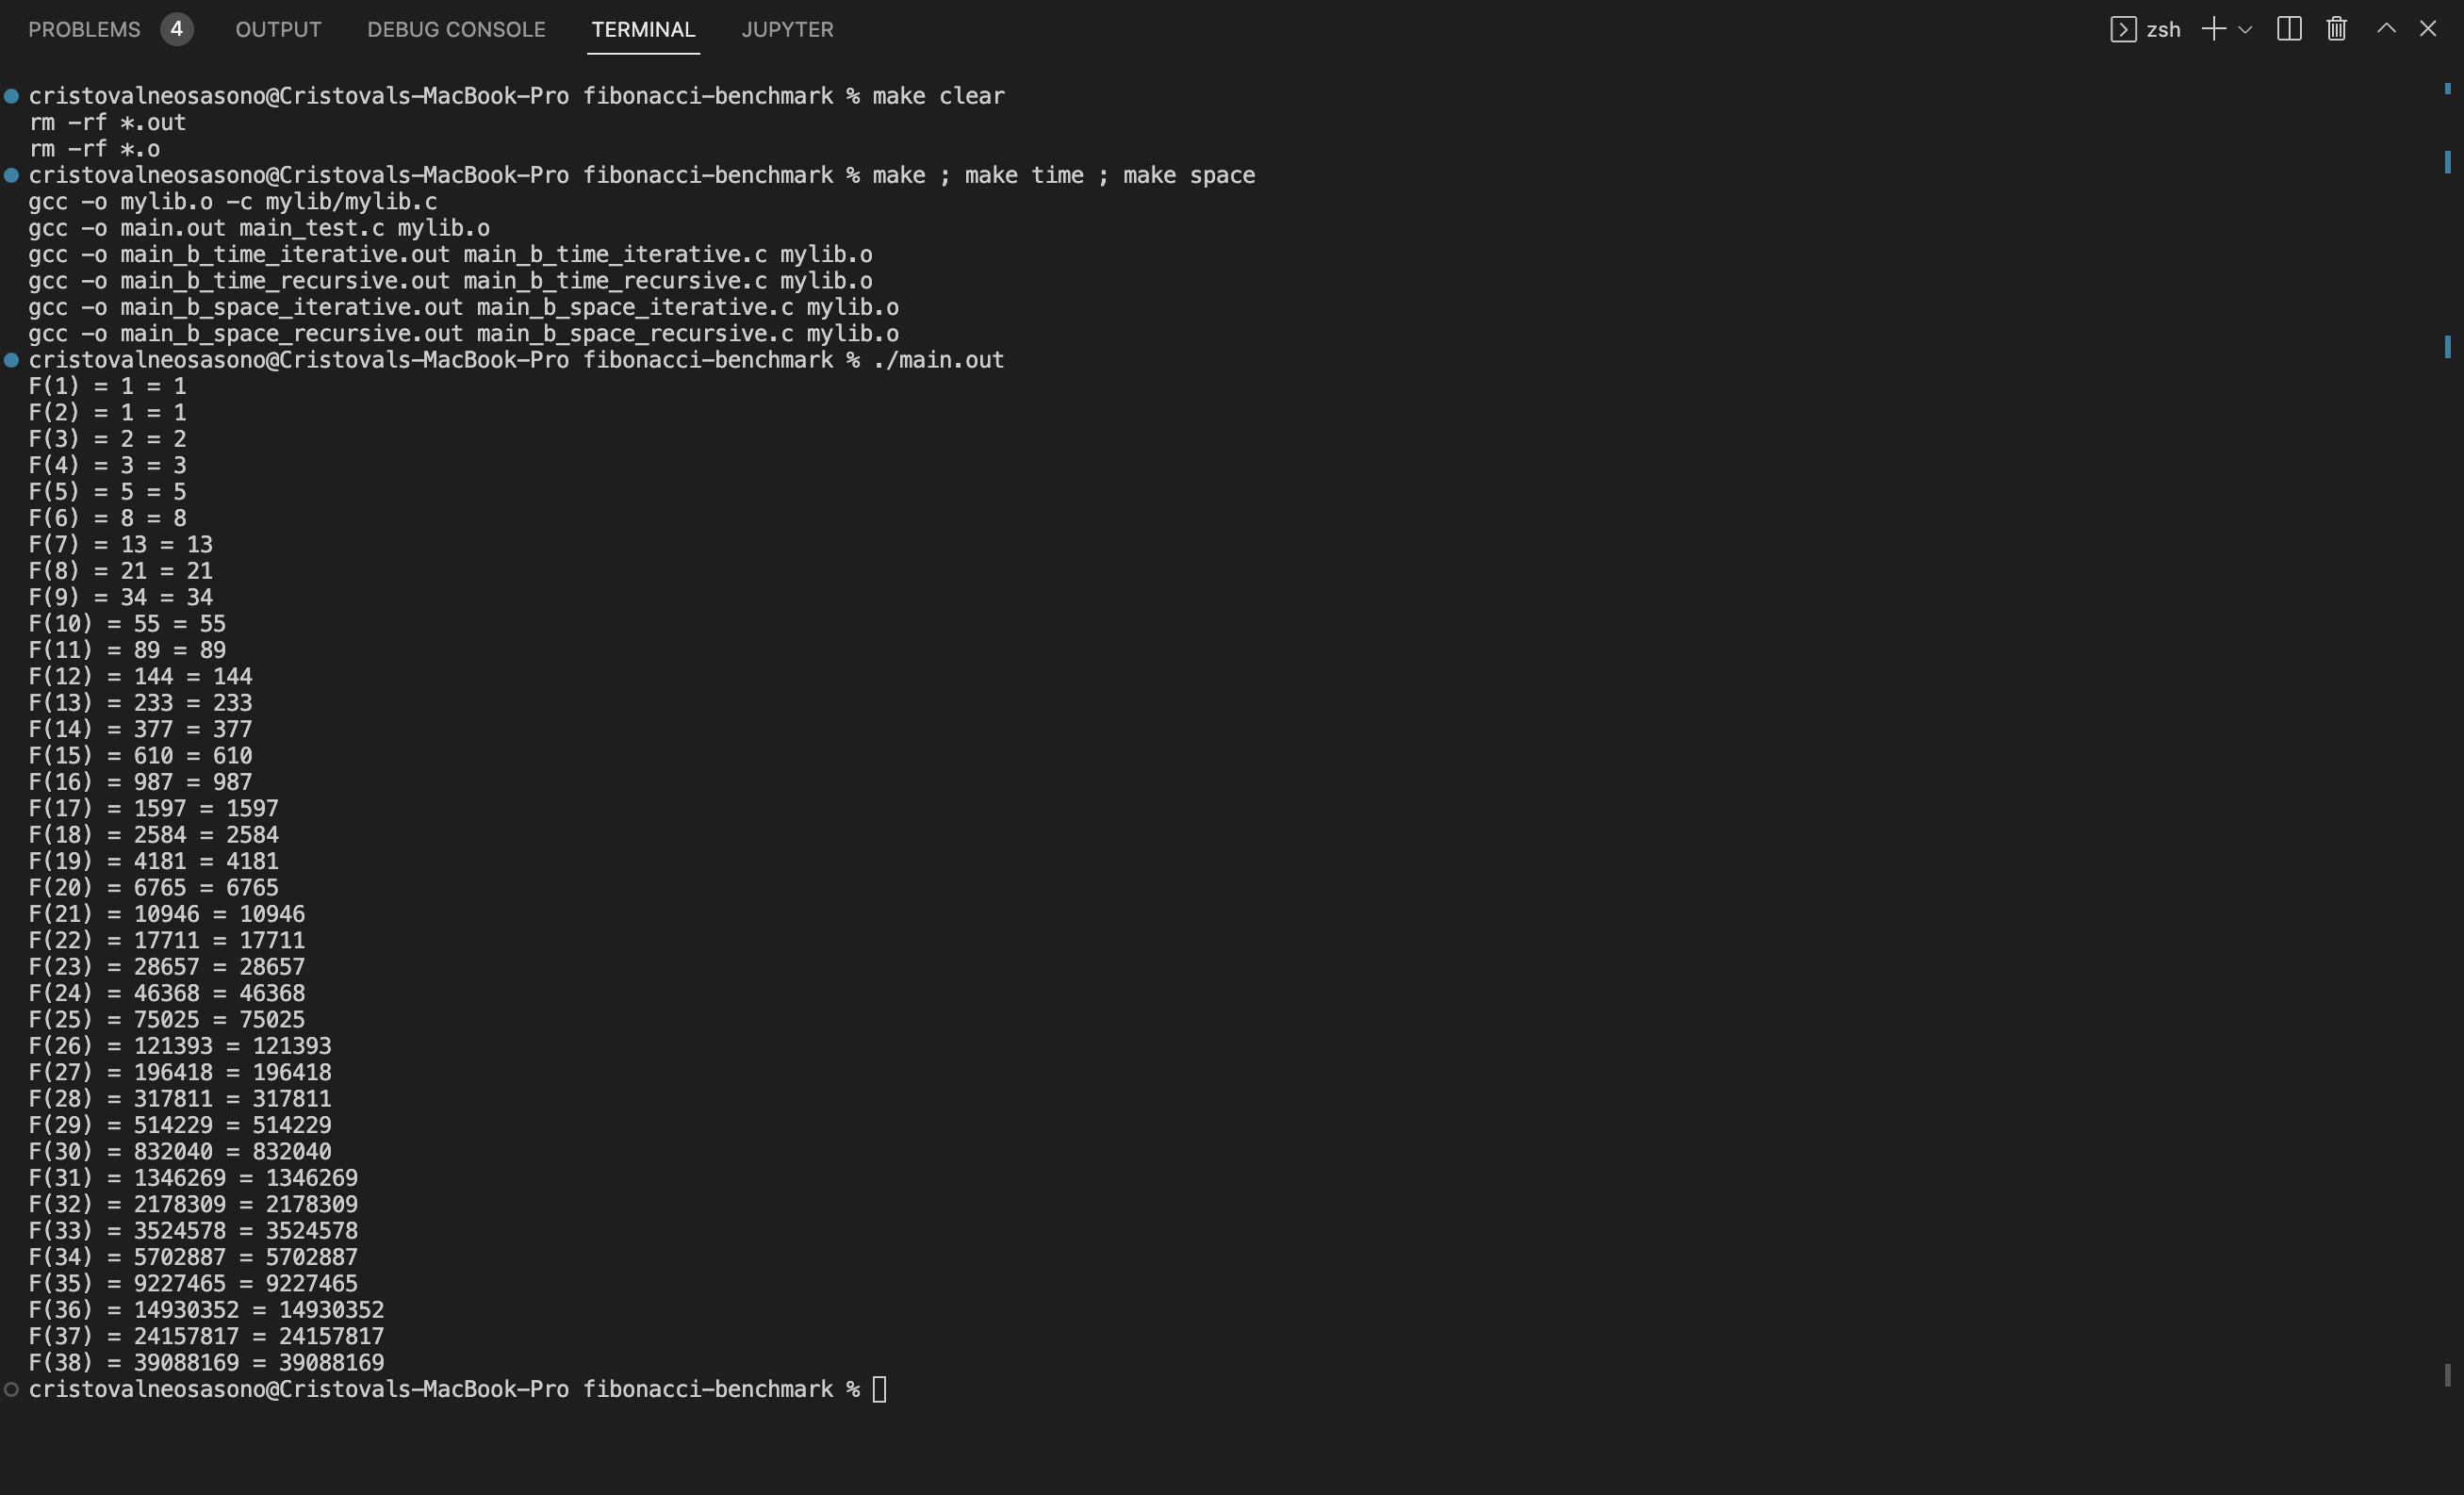 PROBLEMS 4 OUTPUT DEBUG CONSOLE TERMINAL JUPYTER zsh
cristovalneosasono@Cristovals-MacBook-Pro fibonacci-benchmark % make clear
rm -rf *.out
rm -rf *.o
cristovalneosasono@Cristovals-MacBook-Pro fibonacci-benchmark % make ; make time ; make space
gcc -o mylib.o -c mylib/mylib.c
gcc -o main.out main_test.c mylib.o
gcc -o main_b_time_iterative.out main_b_time_iterative.c mylib.o
gcc -o main_b_time_recursive.out main_b_time_recursive.c mylib.o
gcc -o main_b_space_iterative.out main_b_space_iterative.c mylib.o
gcc -o main_b_space_recursive.out main_b_space_recursive.c mylib.o
cristovalneosasono@Cristovals-MacBook-Pro fibonacci-benchmark % ./main.out
F(1) = 1 = 1
F(2) = 1 = 1
F(3) = 2 = 2
F(4) = 3 = 3
F(5) = 5 = 5
F(6) = 8 = 8
F(7) = 13 = 13
F(8) = 21 = 21
F(9) = 34 = 34
F(10) = 55 = 55
F(11) = 89 = 89
F(12) = 144 = 144
F(13) = 233 = 233
F(14) = 377 = 377
F(15) = 610 = 610
F(16) = 987 = 987
F(17) = 1597 = 1597
F(18) = 2584 = 2584
F(19) = 4181 = 4181
F(20) = 6765 = 6765
F(21) = 10946 = 10946
F(22) = 17711 = 17711
F(23) = 28657 = 28657
F(24) = 46368 = 46368
F(25) = 75025 = 75025
F(26) = 121393 = 121393
F(27) = 196418 = 196418
F(28) = 317811 = 317811
F(29) = 514229 = 514229
F(30) = 832040 = 832040
F(31) = 1346269 = 1346269
F(32) = 2178309 = 2178309
F(33) = 3524578 = 3524578
F(34) = 5702887 = 5702887
F(35) = 9227465 = 9227465
F(36) = 14930352 = 14930352
F(37) = 24157817 = 24157817
F(38) = 39088169 = 39088169
cristovalneosasono@Cristovals-MacBook-Pro fibonacci-benchmark %